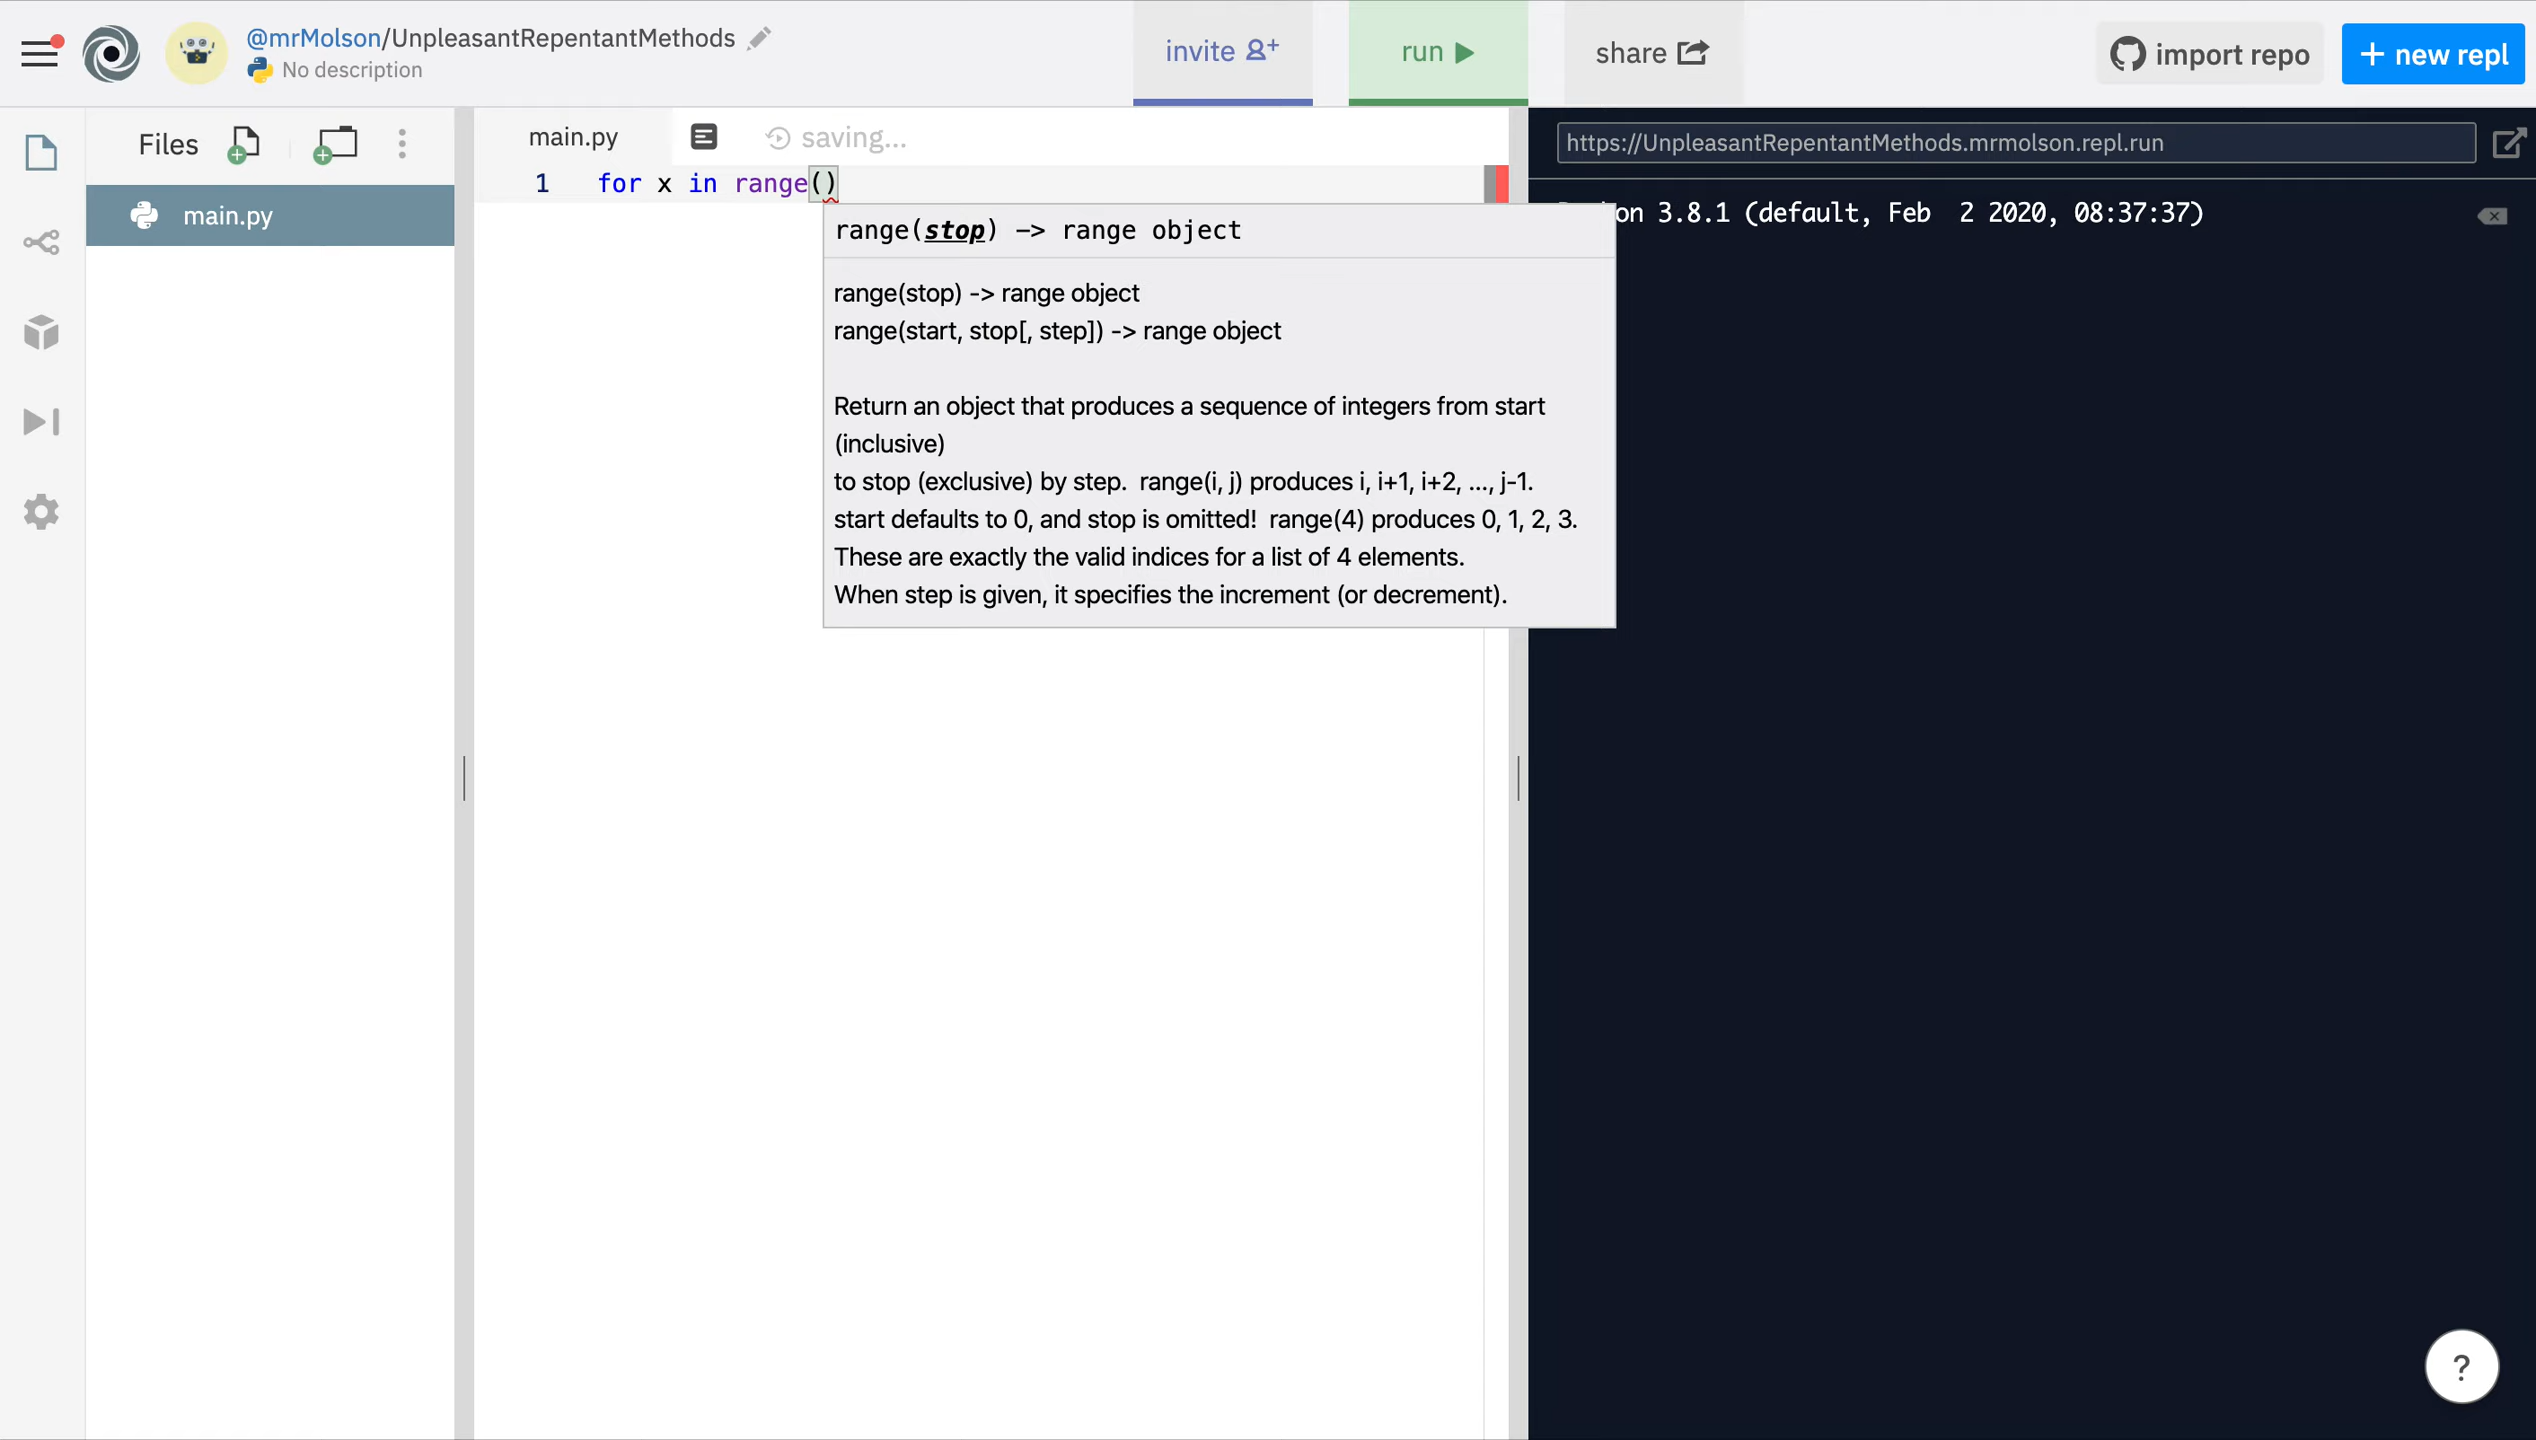 @mrMolson/UnpleasantRepentantMethods
No description
invite
run
share
import repo
+ new repl
Files
main.py
main.py
saving...
1 for x in range()
range(stop) -> range object
range(stop) -> range object
range(start, stop[, step]) -> range object
Return an object that produces a sequence of integers from start
(inclusive)
to stop (exclusive) by step.  range(i, j) produces i, i+1, i+2, ..., j-1.
start defaults to 0, and stop is omitted!  range(4) produces 0, 1, 2, 3.
These are exactly the valid indices for a list of 4 elements.
When step is given, it specifies the increment (or decrement).
https://UnpleasantRepentantMethods.mrmolson.repl.run
on 3.8.1 (default, Feb  2 2020, 08:37:37)
?